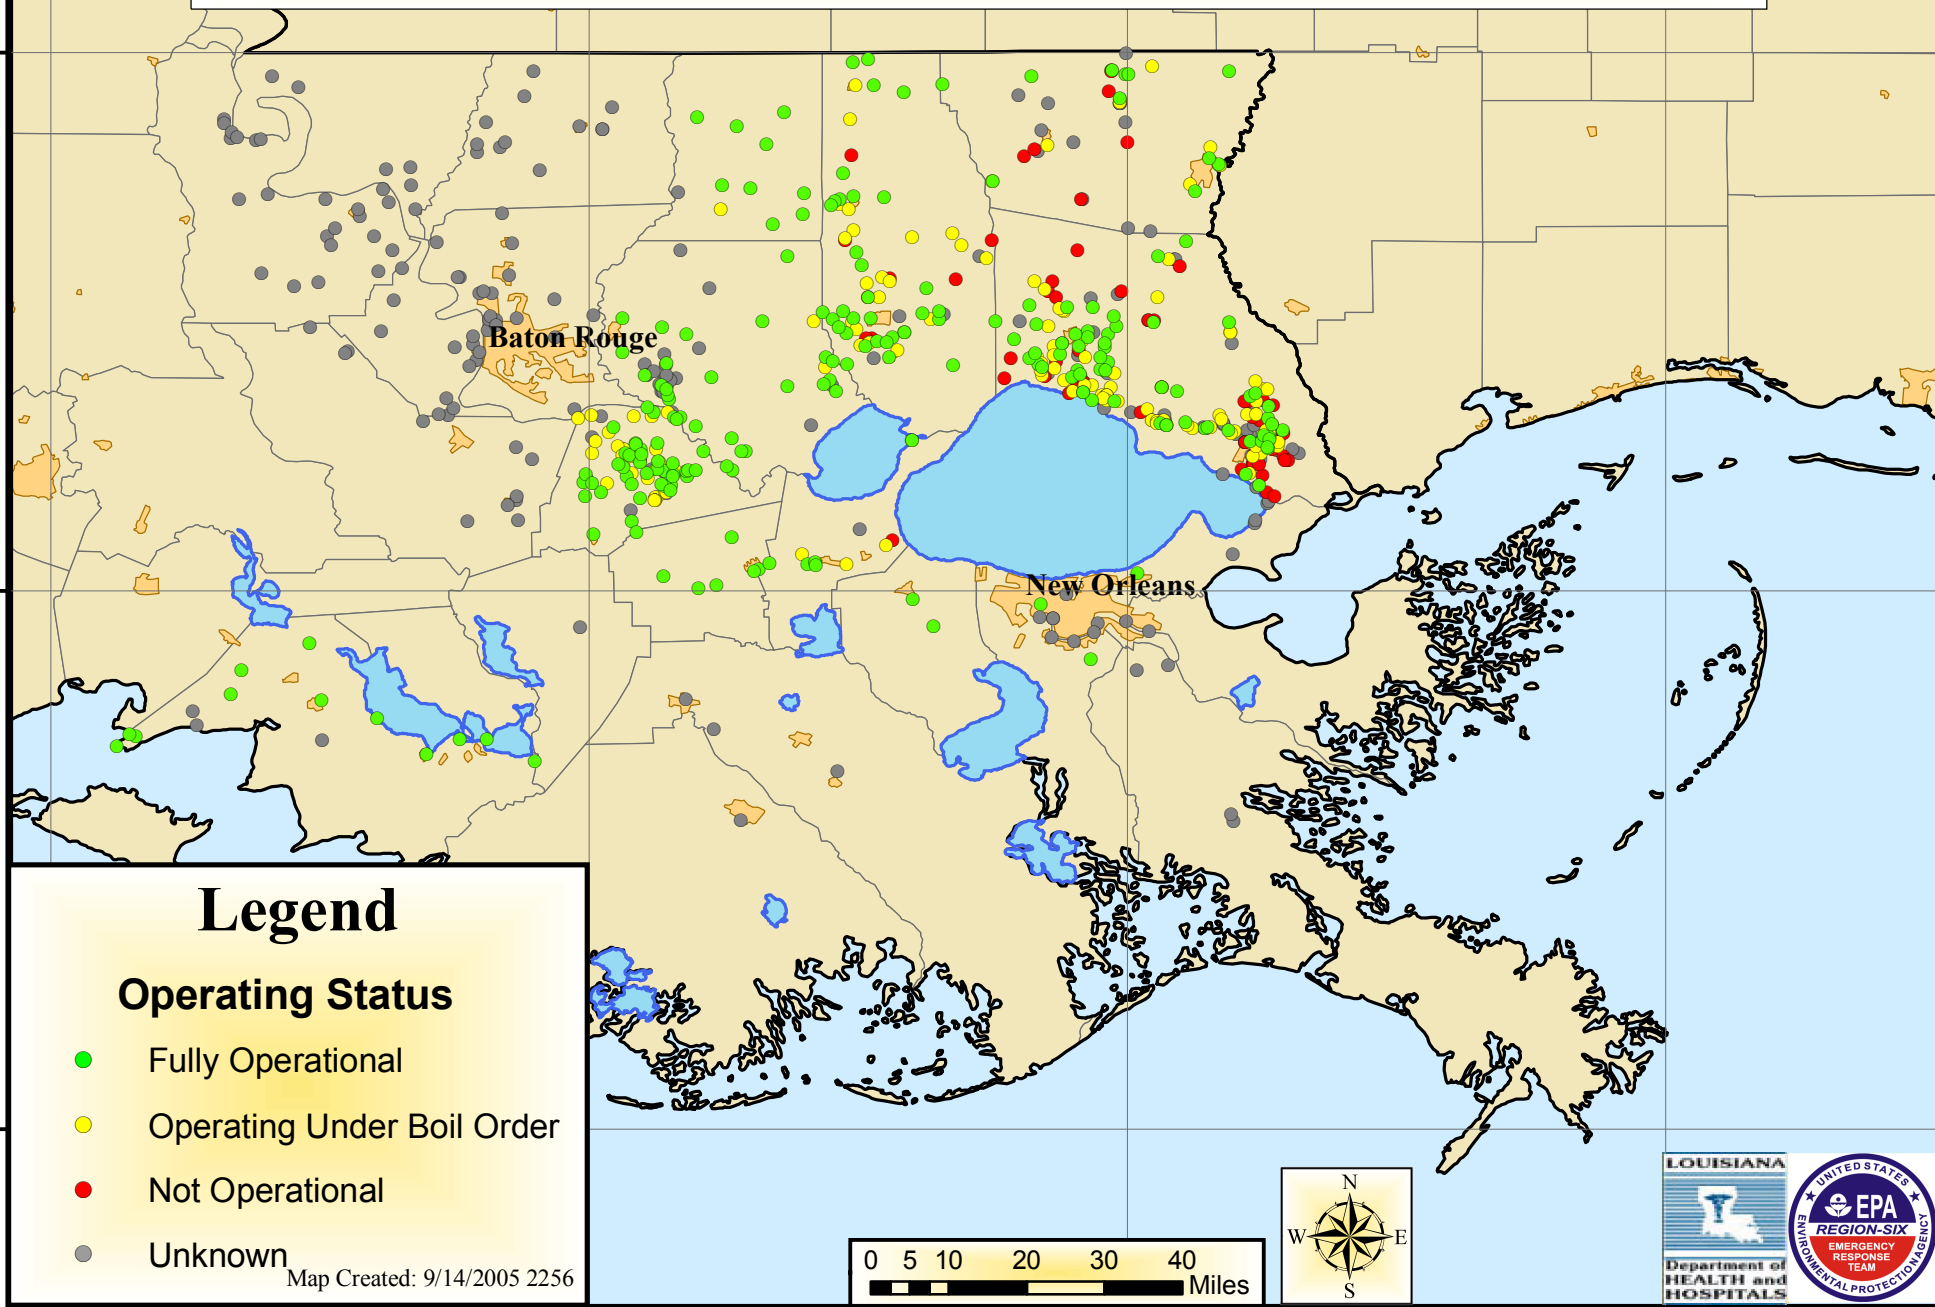 Baton Rouge
New Orleans
Legend
Operating Status
Fully Operational
Operating Under Boil Order
Not Operational
Unknown
Map Created: 9/14/2005 2256
0 5 10 20 30 40
Miles
N
W E
S
LOUISIANA
Department of
HEALTH and
HOSPITALS
UNITED STATES
EPA
REGION-SIX
EMERGENCY
RESPONSE
TEAM
ENVIRONMENTAL PROTECTION AGENCY